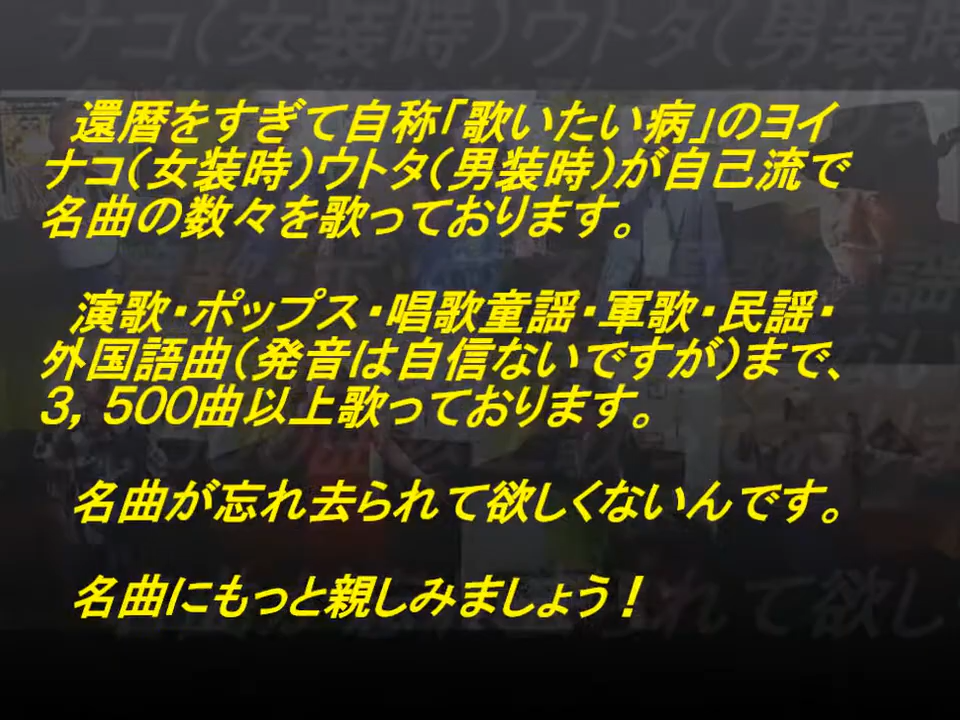 還暦をすぎて自称「歌いたい病」のヨイ
ナコ(女装時)ウトタ(男装時)が自己流で
名曲の数々を歌っております。
演歌・ポップス・唱歌童謡・軍歌・民謡・
外国語曲(発音は自信ないですが)まで、
3,500曲以上歌っております。
名曲が忘れ去られて欲しくないんです。
名曲にもっと親しみましょう!